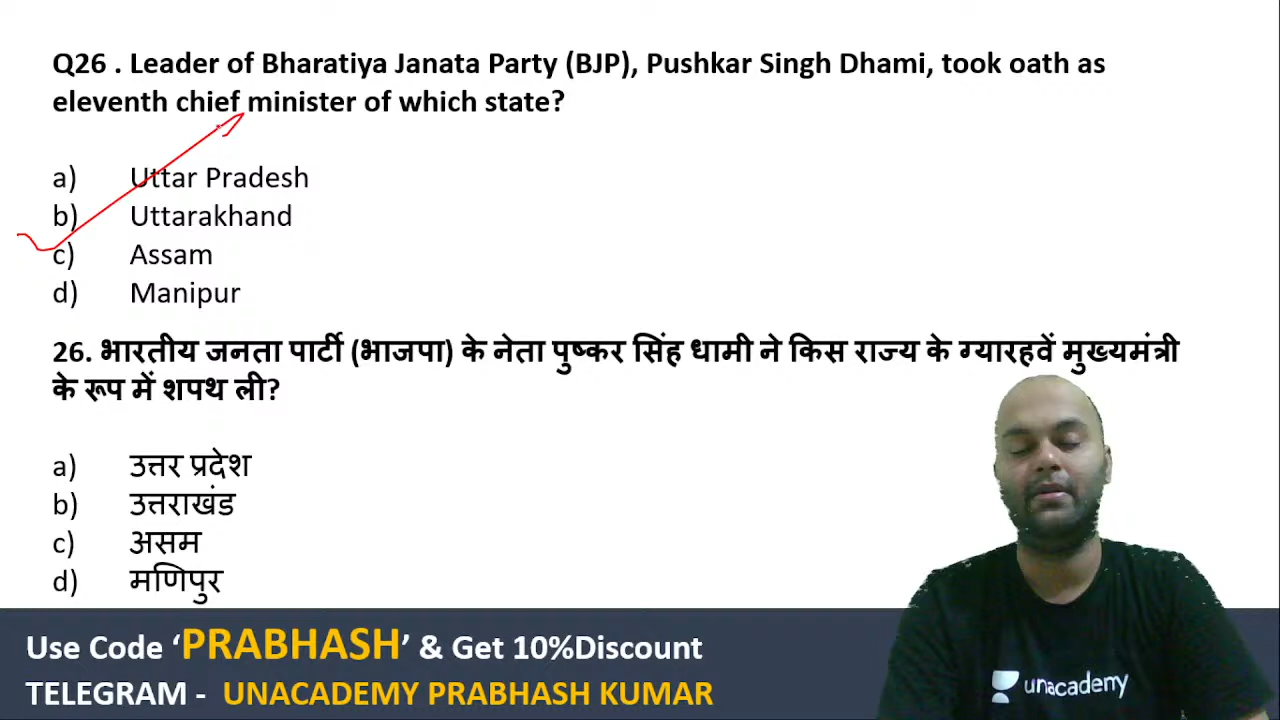 Q26 . Leader of Bharatiya Janata Party (BJP), Pushkar Singh Dhami, took oath as
eleventh chief minister of which state?
a) Uttar Pradesh
b) Uttarakhand
c) Assam
d) Manipur
26. भारतीय जनता पार्टी (भाजपा) के नेता पुष्कर सिंह धामी ने किस राज्य के ग्यारहवें मुख्यमंत्री
के रूप में शपथ ली?
a) उत्तर प्रदेश
b) उत्तराखंड
c) असम
d) मणिपुर
Use Code ‘PRABHASH’ & Get 10%Discount
TELEGRAM - UNACADEMY PRABHASH KUMAR
unacademy